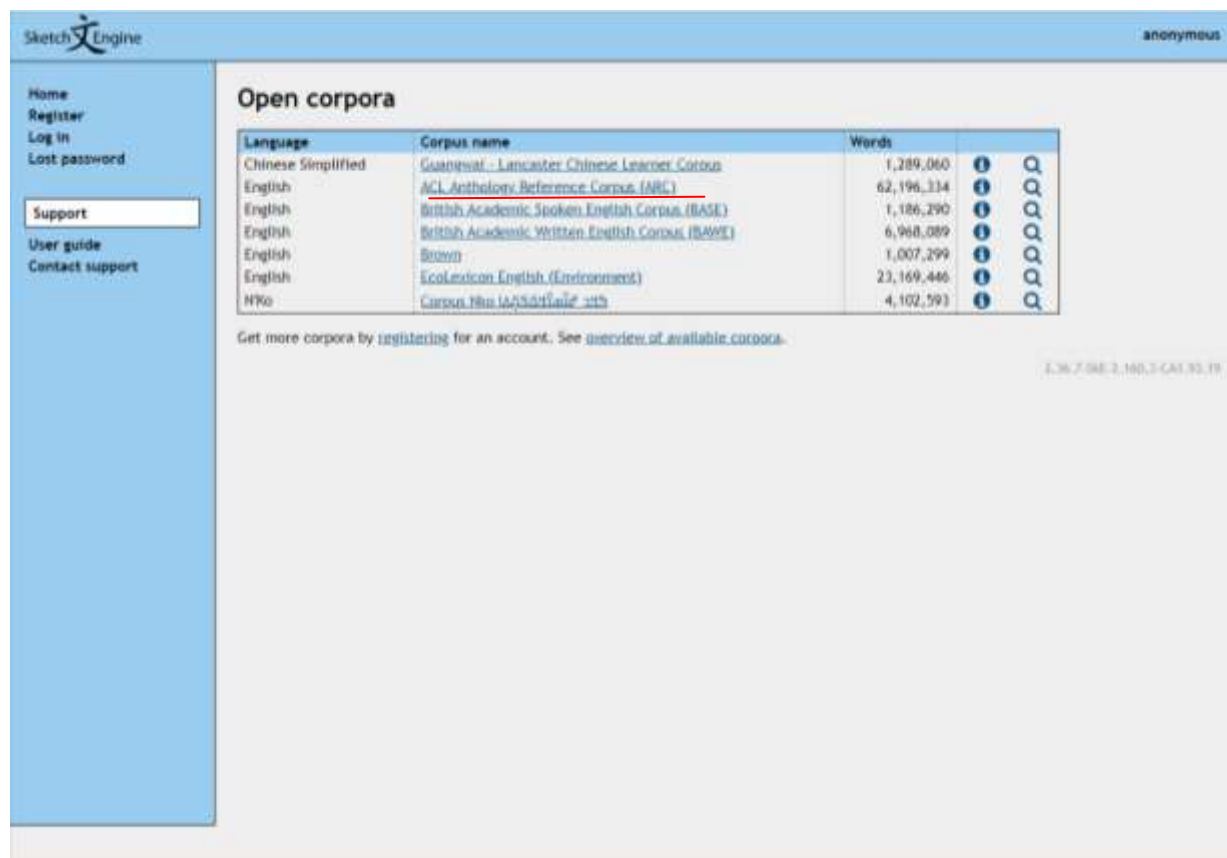 Sketch Engine
anonymous
Home
Register
Log in
Lost password
Support
User guide
Contact support
Open corpora
Language Corpus name Words
Chinese Simplified Guangwai - Lancaster Chinese Learner Corpus 1,289,060
English ACL Anthology Reference Corpus (ARC) 62,196,334
English British Academic Spoken English Corpus (BASE) 1,186,290
English British Academic Written English Corpus (BAWE) 6,968,089
English Brown 1,007,299
English EcoLexicon English (Environment) 23,169,446
N'Ko Corpus Nko 4,102,593
Get more corpora by registering for an account. See overview of available corpora.